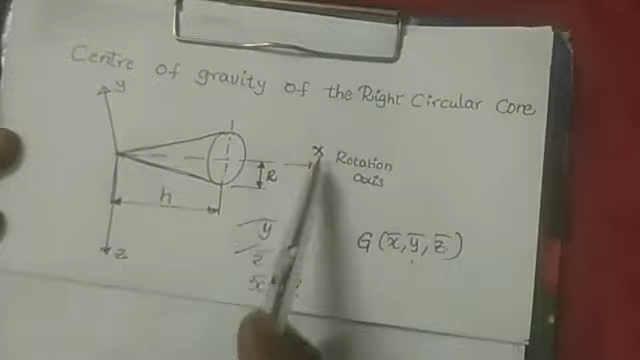 Centre of gravity of the Right Circular Cone
y
x Rotation
axis
R
h
z
ȳ
z̄
x̄
G (x̄, ȳ, z̄)